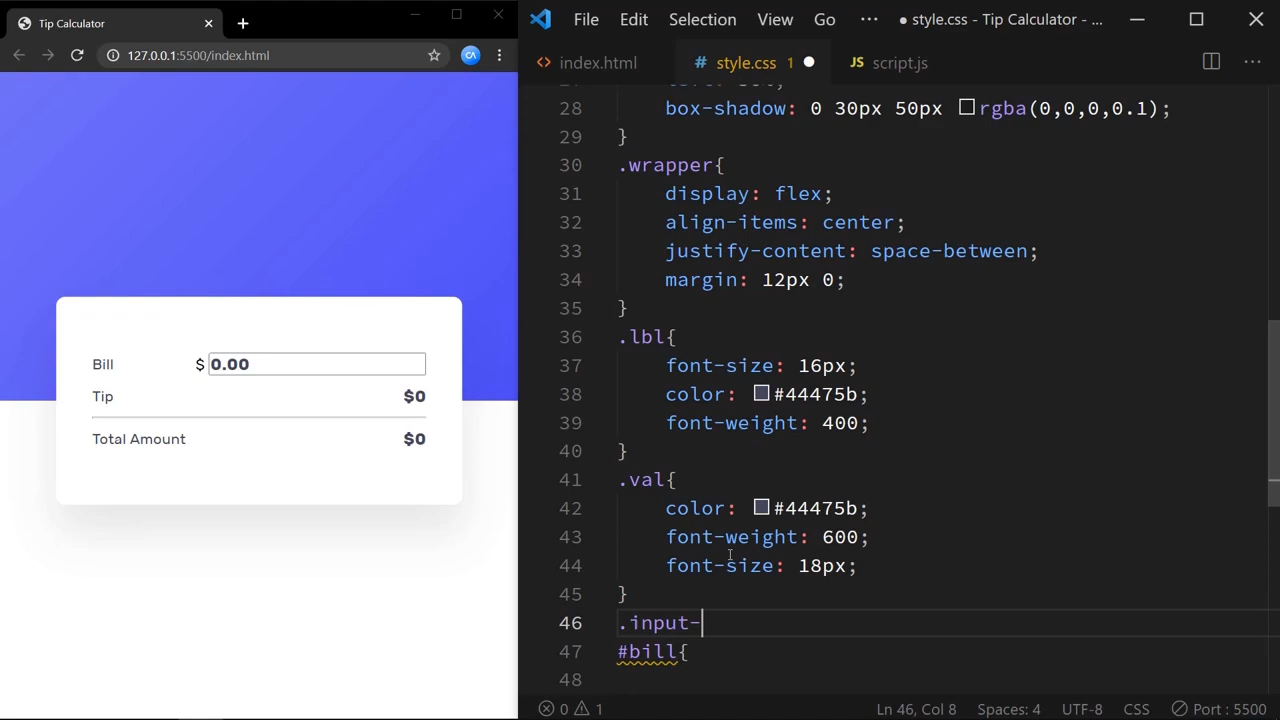 Tip Calculator
127.0.0.1:5500/index.html
CA
Bill $ 0.00
Tip $0
Total Amount $0
File Edit Selection View Go ··· ● style.css - Tip Calculator - ...
<> index.html # style.css 1 ● JS script.js ···
28 box-shadow: 0 30px 50px rgba(0,0,0,0.1);
29 }
30 .wrapper{
31 display: flex;
32 align-items: center;
33 justify-content: space-between;
34 margin: 12px 0;
35 }
36 .lbl{
37 font-size: 16px;
38 color: #44475b;
39 font-weight: 400;
40 }
41 .val{
42 color: #44475b;
43 font-weight: 600;
44 font-size: 18px;
45 }
46 .input-
47 #bill{
48
0 1 Ln 46, Col 8 Spaces: 4 UTF-8 CSS Port : 5500